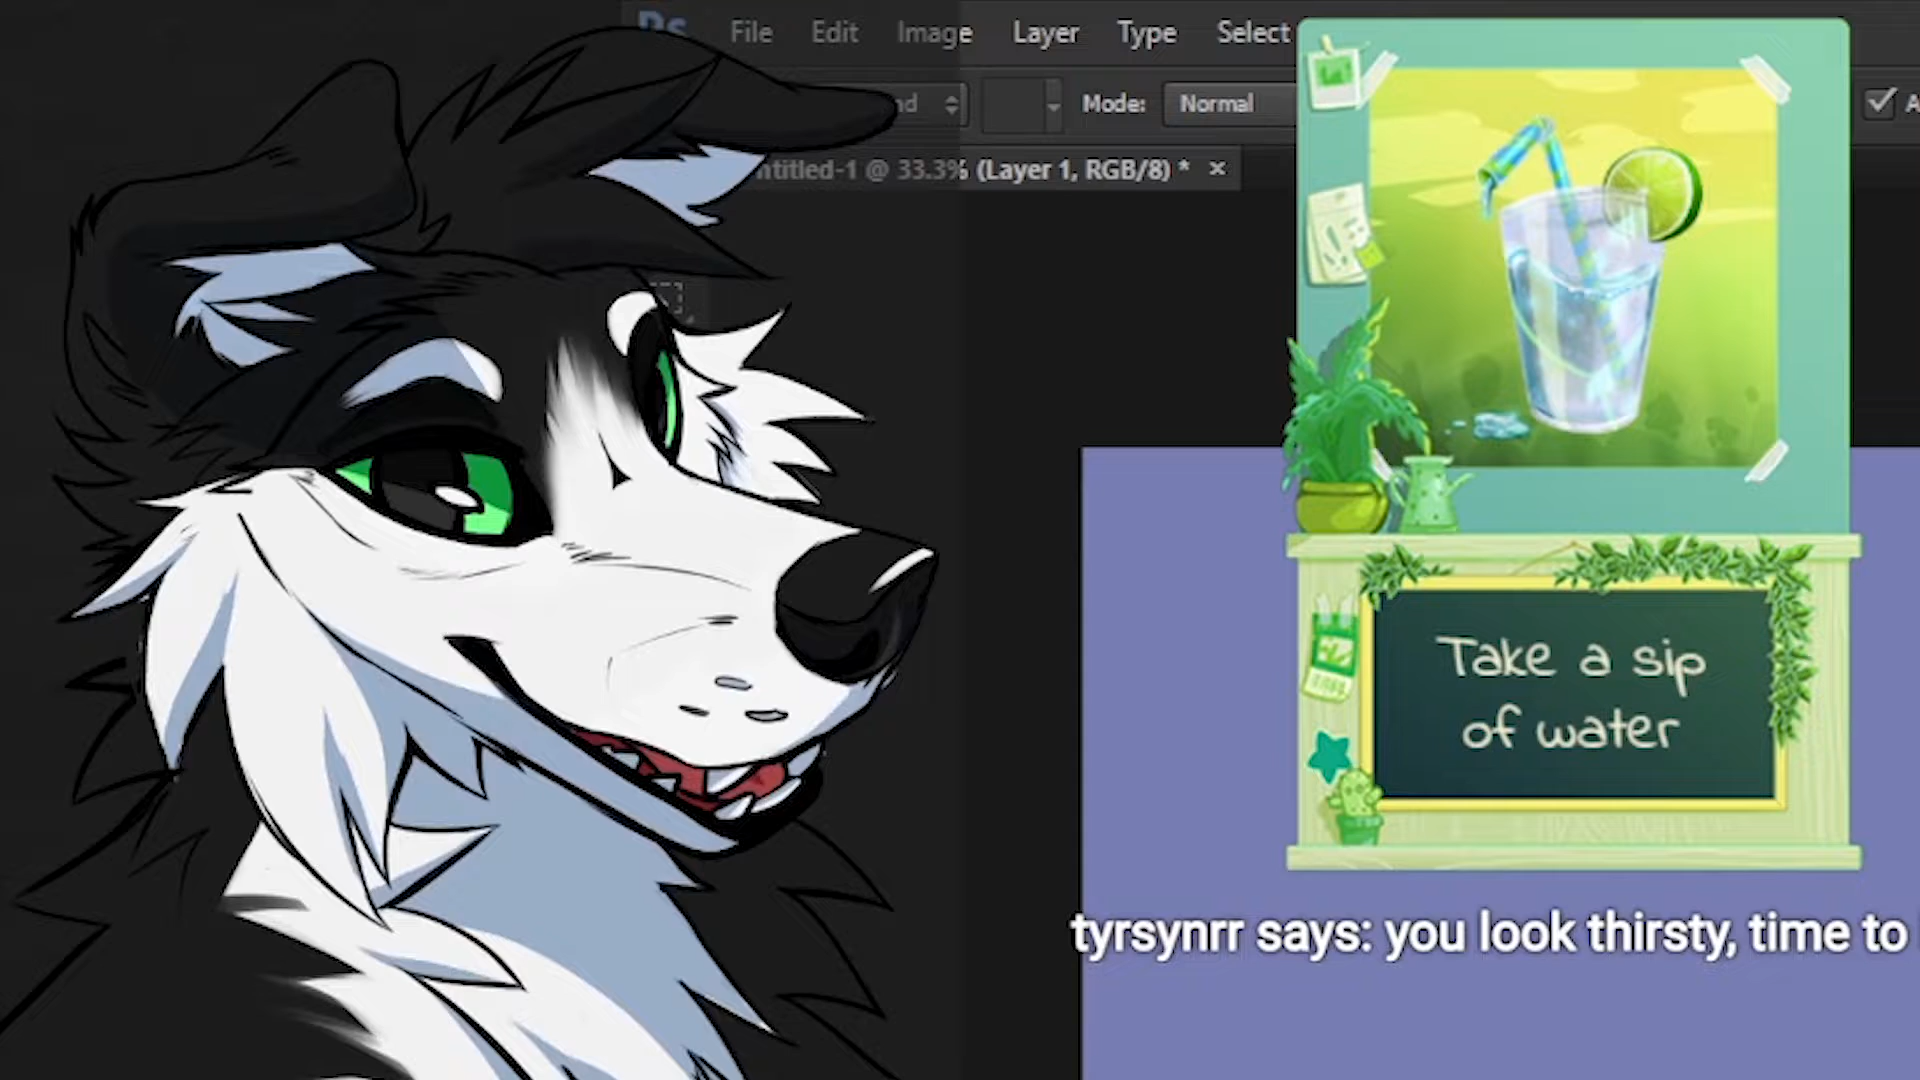 Ps File Edit Image Layer Type Select
Mode: Normal
ntitled-1 @ 33.3% (Layer 1, RGB/8) * ×
Take a sip
of water
tyrsynrr says: you look thirsty, time to